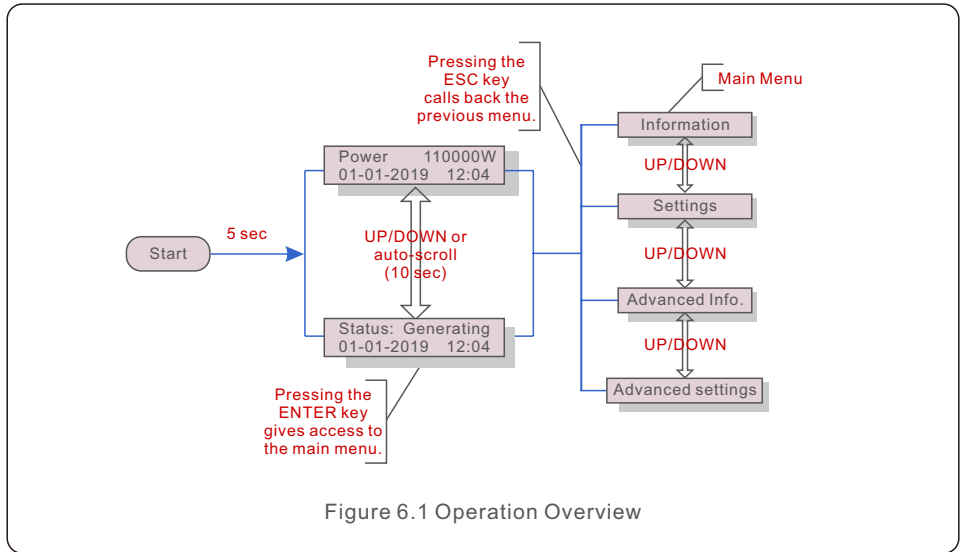 Pressing the
ESC key
calls back the
previous menu.
Main Menu
Information
Power 110000W
01-01-2019 12:04
UP/DOWN
Settings
5 sec
Start
UP/DOWN or
auto-scroll
(10 sec)
UP/DOWN
Advanced Info.
Status: Generating
01-01-2019 12:04
UP/DOWN
Advanced settings
Pressing the
ENTER key
gives access to
the main menu.
Figure 6.1 Operation Overview